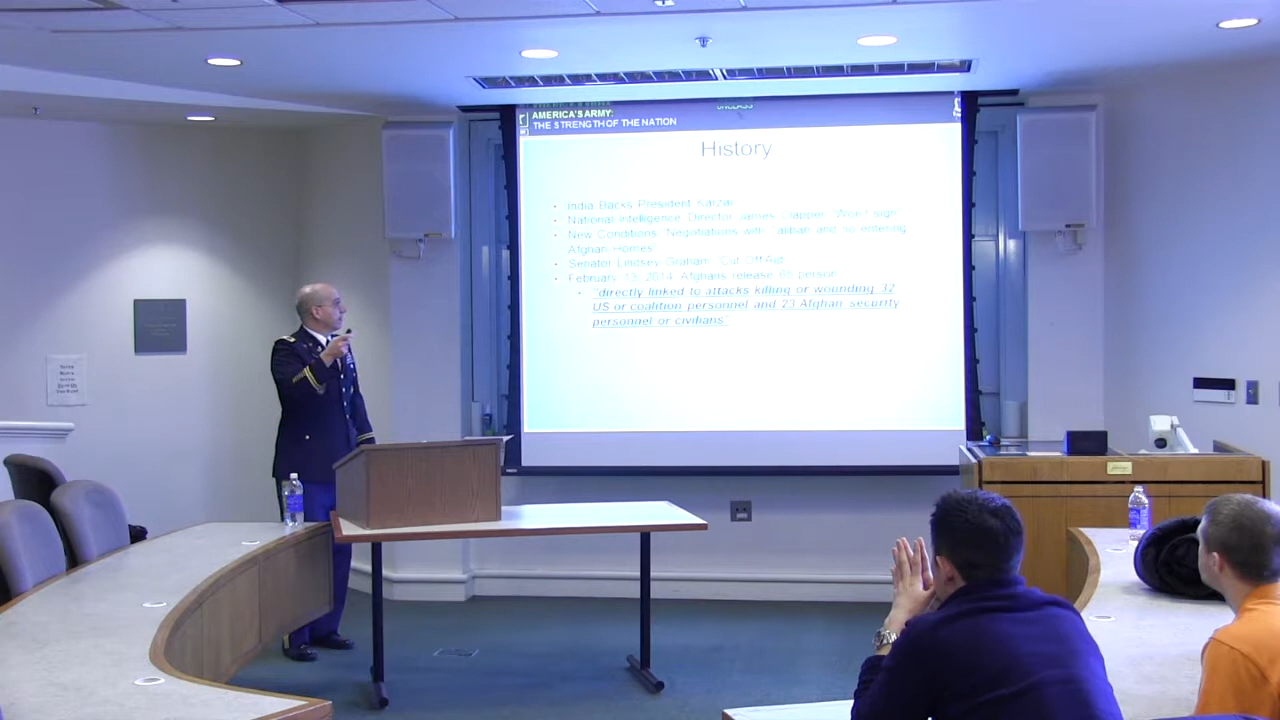 UNCLASS
AMERICA'S ARMY:
THE STRENGTH OF THE NATION
History
• India Backs President Karzai
• National Intelligence Director James Clapper "Won't sign"
• New Conditions: Negotiations with Taliban and no entering
Afghan Homes
• Senator Lindsey Graham "Cut Off Aid"
• February 13, 2014 Afghans release 65 person
• "directly linked to attacks killing or wounding 32
US or coalition personnel and 23 Afghan security
personnel or civilians"